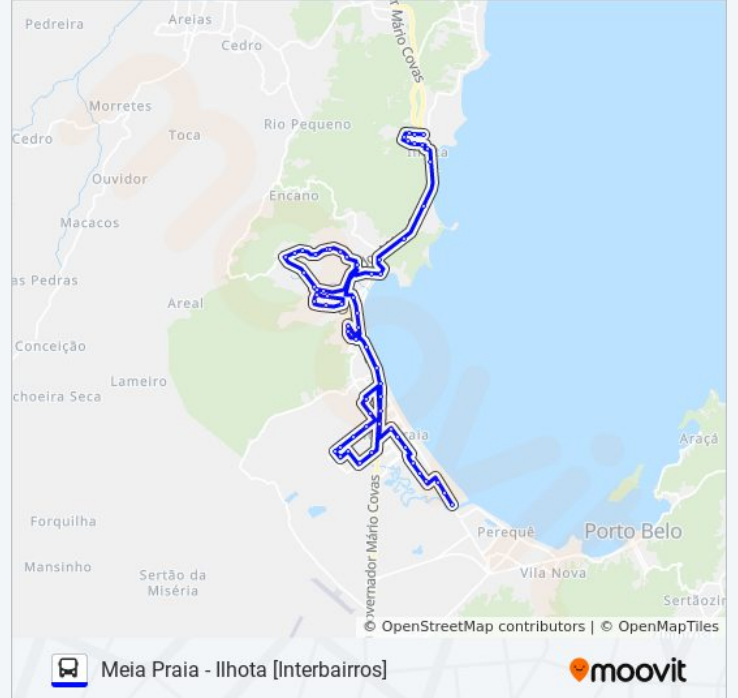 Pedreira
Areias
Cedro
r Mário Covas
Morretes
Cedro
Toca
Rio Pequeno
Ouvidor
Encano
Macacos
as Pedras
Areal
Conceição
Lameiro
choeira Seca
raia
Araçá
Forquilha
overnador Mário Covas
Perequê
Porto Belo
Mansinho
Sertão da
Miséria
Vila Nova
Sertãozin
© OpenStreetMap contributors | © OpenMapTiles
Meia Praia - Ilhota [Interbairros]
moovit